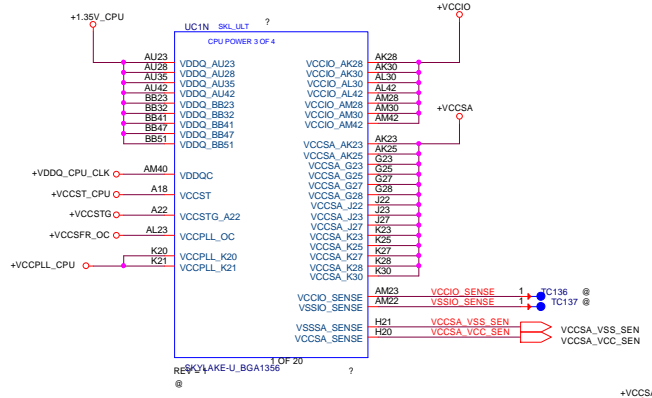 +1.35V_CPU
UC1N SKL_ULT ?
+VCCIO
CPU POWER 3 OF 4
AU23 VDDQ_AU23
AU28 VDDQ_AU28
AU35 VDDQ_AU35
AU42 VDDQ_AU42
BB23 VDDQ_BB23
BB32 VDDQ_BB32
BB41 VDDQ_BB41
BB47 VDDQ_BB47
BB51 VDDQ_BB51
+VDDQ_CPU_CLK AM40 VDDQC
+VCCST_CPU A18 VCCST
+VCCSTG A22 VCCSTG_A22
+VCCSFR_OC AL23 VCCPLL_OC
K20 VCCPLL_K20
+VCCPLL_CPU K21 VCCPLL_K21
VCCIO_AK28 AK28
VCCIO_AK30 AK30
VCCIO_AL30 AL30
VCCIO_AL42 AL42
VCCIO_AM28 AM28
VCCIO_AM30 AM30
VCCIO_AM42 AM42
+VCCSA
VCCSA_AK23 AK23
VCCSA_AK25 AK25
VCCSA_G23 G23
VCCSA_G25 G25
VCCSA_G27 G27
VCCSA_G28 G28
VCCSA_J22 J22
VCCSA_J23 J23
VCCSA_J27 J27
VCCSA_K23 K23
VCCSA_K25 K25
VCCSA_K27 K27
VCCSA_K28 K28
VCCSA_K30 K30
VCCIO_SENSE AM23 VCCIO_SENSE 1 TC136 @
VSSIO_SENSE AM22 VSSIO_SENSE 1 TC137 @
VSSSA_SENSE H21 VCCSA_VSS_SEN VCCSA_VSS_SEN
VCCSA_SENSE H20 VCCSA_VCC_SEN VCCSA_VCC_SEN
1 OF 20
SKYLAKE-U_BGA1356
REV = 1 ?
@
+VCCSA